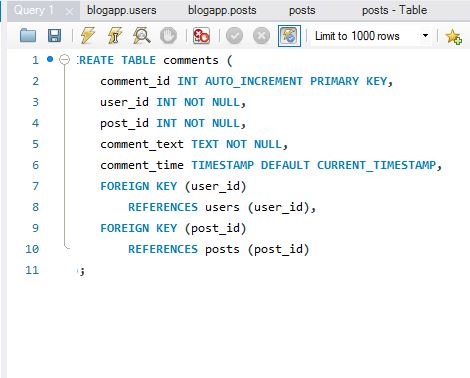 Query 1 blogapp.users blogapp.posts posts posts - Table
Limit to 1000 rows
1 REATE TABLE comments (
2 comment_id INT AUTO_INCREMENT PRIMARY KEY,
3 user_id INT NOT NULL,
4 post_id INT NOT NULL,
5 comment_text TEXT NOT NULL,
6 comment_time TIMESTAMP DEFAULT CURRENT_TIMESTAMP,
7 FOREIGN KEY (user_id)
8 REFERENCES users (user_id),
9 FOREIGN KEY (post_id)
10 REFERENCES posts (post_id)
11 ;